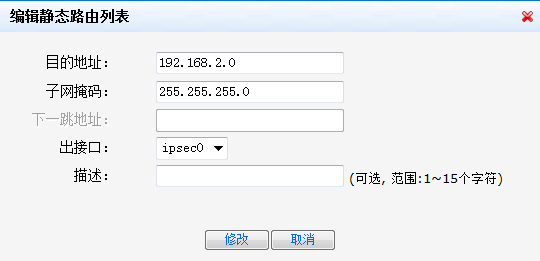 编辑静态路由列表
目的地址： 192.168.2.0
子网掩码： 255.255.255.0
下一跳地址：
出接口： ipsec0
描述： (可选, 范围:1~15个字符)
修改 取消